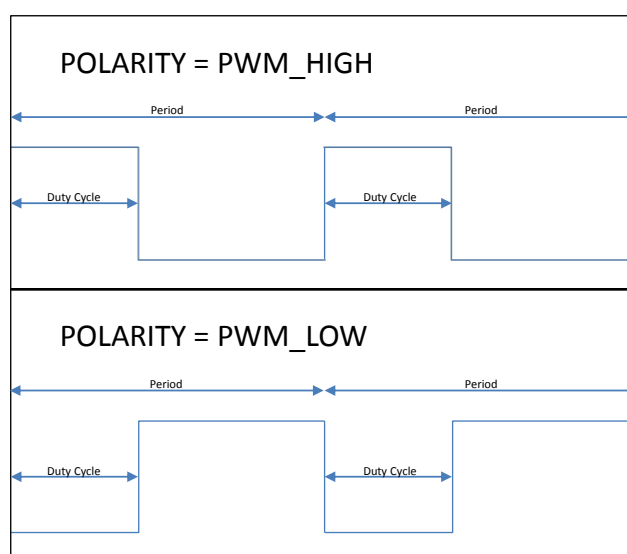 POLARITY = PWM_HIGH
Period
Period
Duty Cycle
Duty Cycle
POLARITY = PWM_LOW
Period
Period
Duty Cycle
Duty Cycle